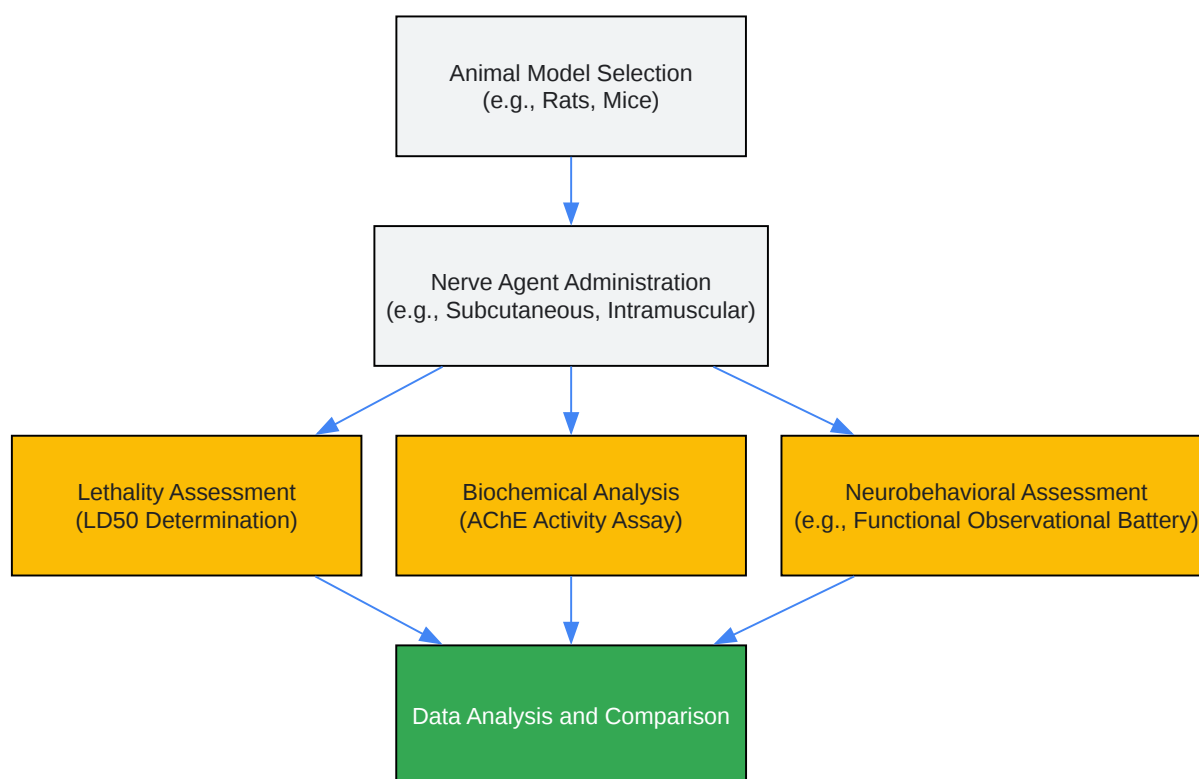 Animal Model Selection
(e.g., Rats, Mice)
Nerve Agent Administration
(e.g., Subcutaneous, Intramuscular)
Lethality Assessment
(LD50 Determination)
Biochemical Analysis
(AChE Activity Assay)
Neurobehavioral Assessment
(e.g., Functional Observational Battery)
Data Analysis and Comparison